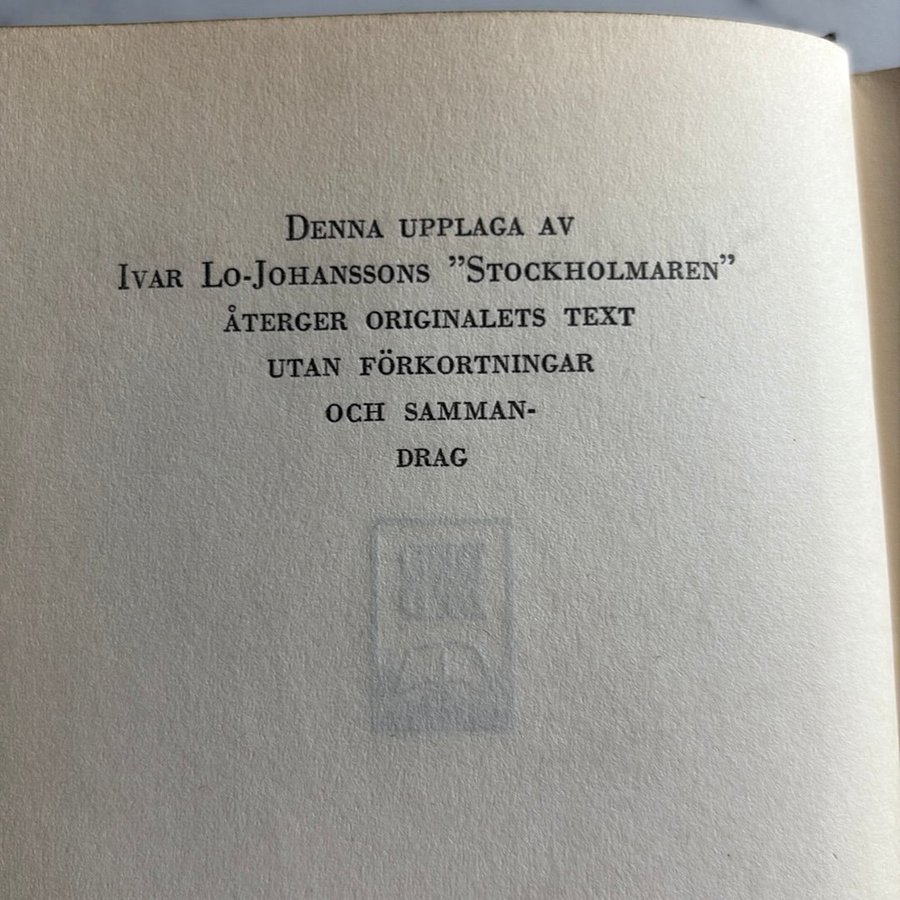 DENNA UPPLAGA AV
IVAR LO-JOHANSSONS ”STOCKHOLMAREN”
ÅTERGER ORIGINALETS TEXT
UTAN FÖRKORTNINGAR
OCH SAMMAN-
DRAG